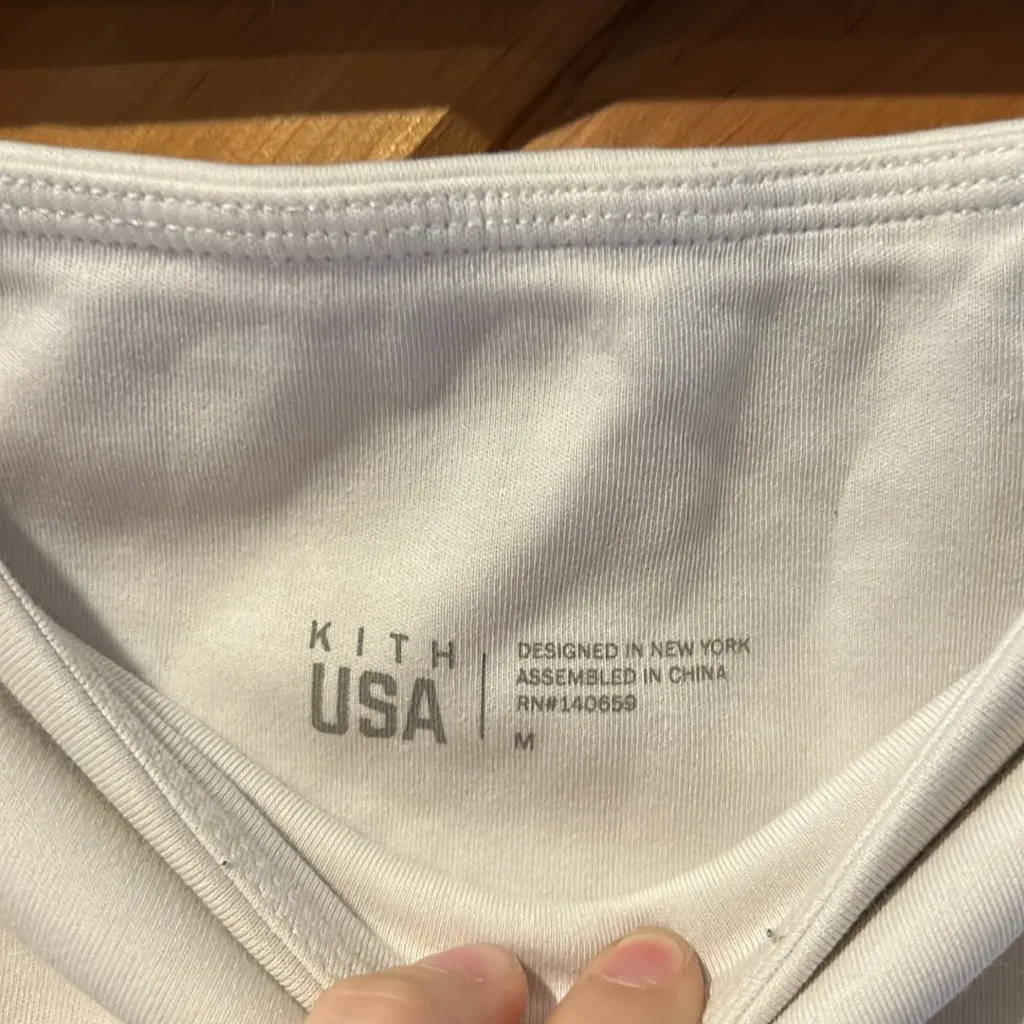 KITH
USA
DESIGNED IN NEW YORK
ASSEMBLED IN CHINA
RN#140659
M